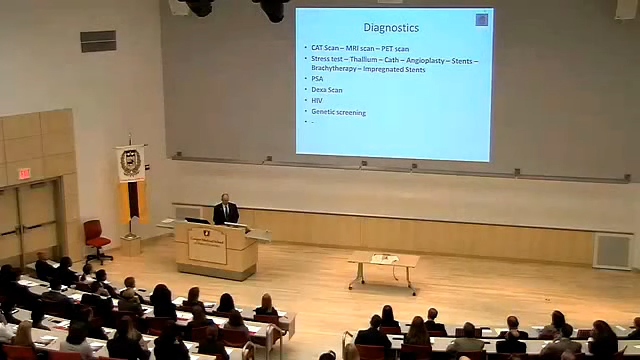 Diagnostics
• CAT Scan – MRI scan – PET scan
• Stress test – Thallium – Cath – Angioplasty – Stents –
Brachytherapy – Impregnated Stents
• PSA
• Dexa Scan
• HIV
• Genetic screening
• -
EXIT